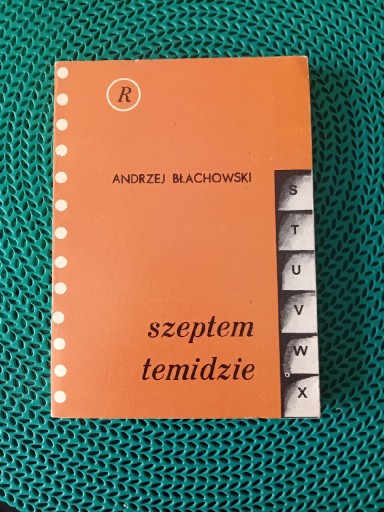 R
ANDRZEJ BŁACHOWSKI
S
T
U
V
W
X
szeptem
temidzie